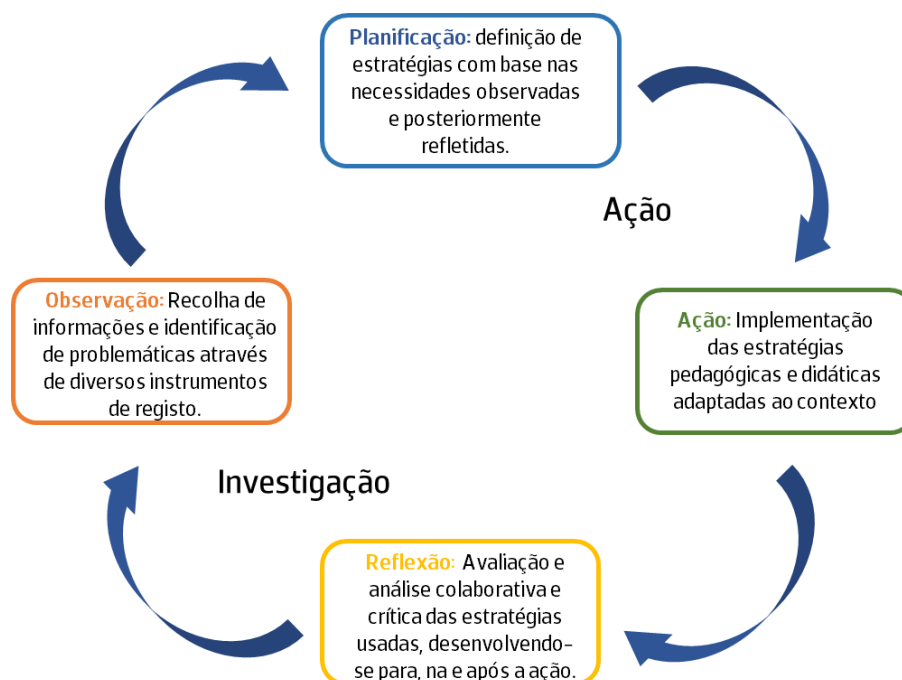 Planificação: definição de
estratégias com base nas
necessidades observadas
e posteriormente
refletidas.
Ação
Observação: Recolha de
informações e identificação
de problemáticas através
de diversos instrumentos
de registo.
Ação: Implementação
das estratégias
pedagógicas e didáticas
adaptadas ao contexto
Investigação
Reflexão: Avaliação e
análise colaborativa e
crítica das estratégias
usadas, desenvolvendo-
se para, na e após a ação.